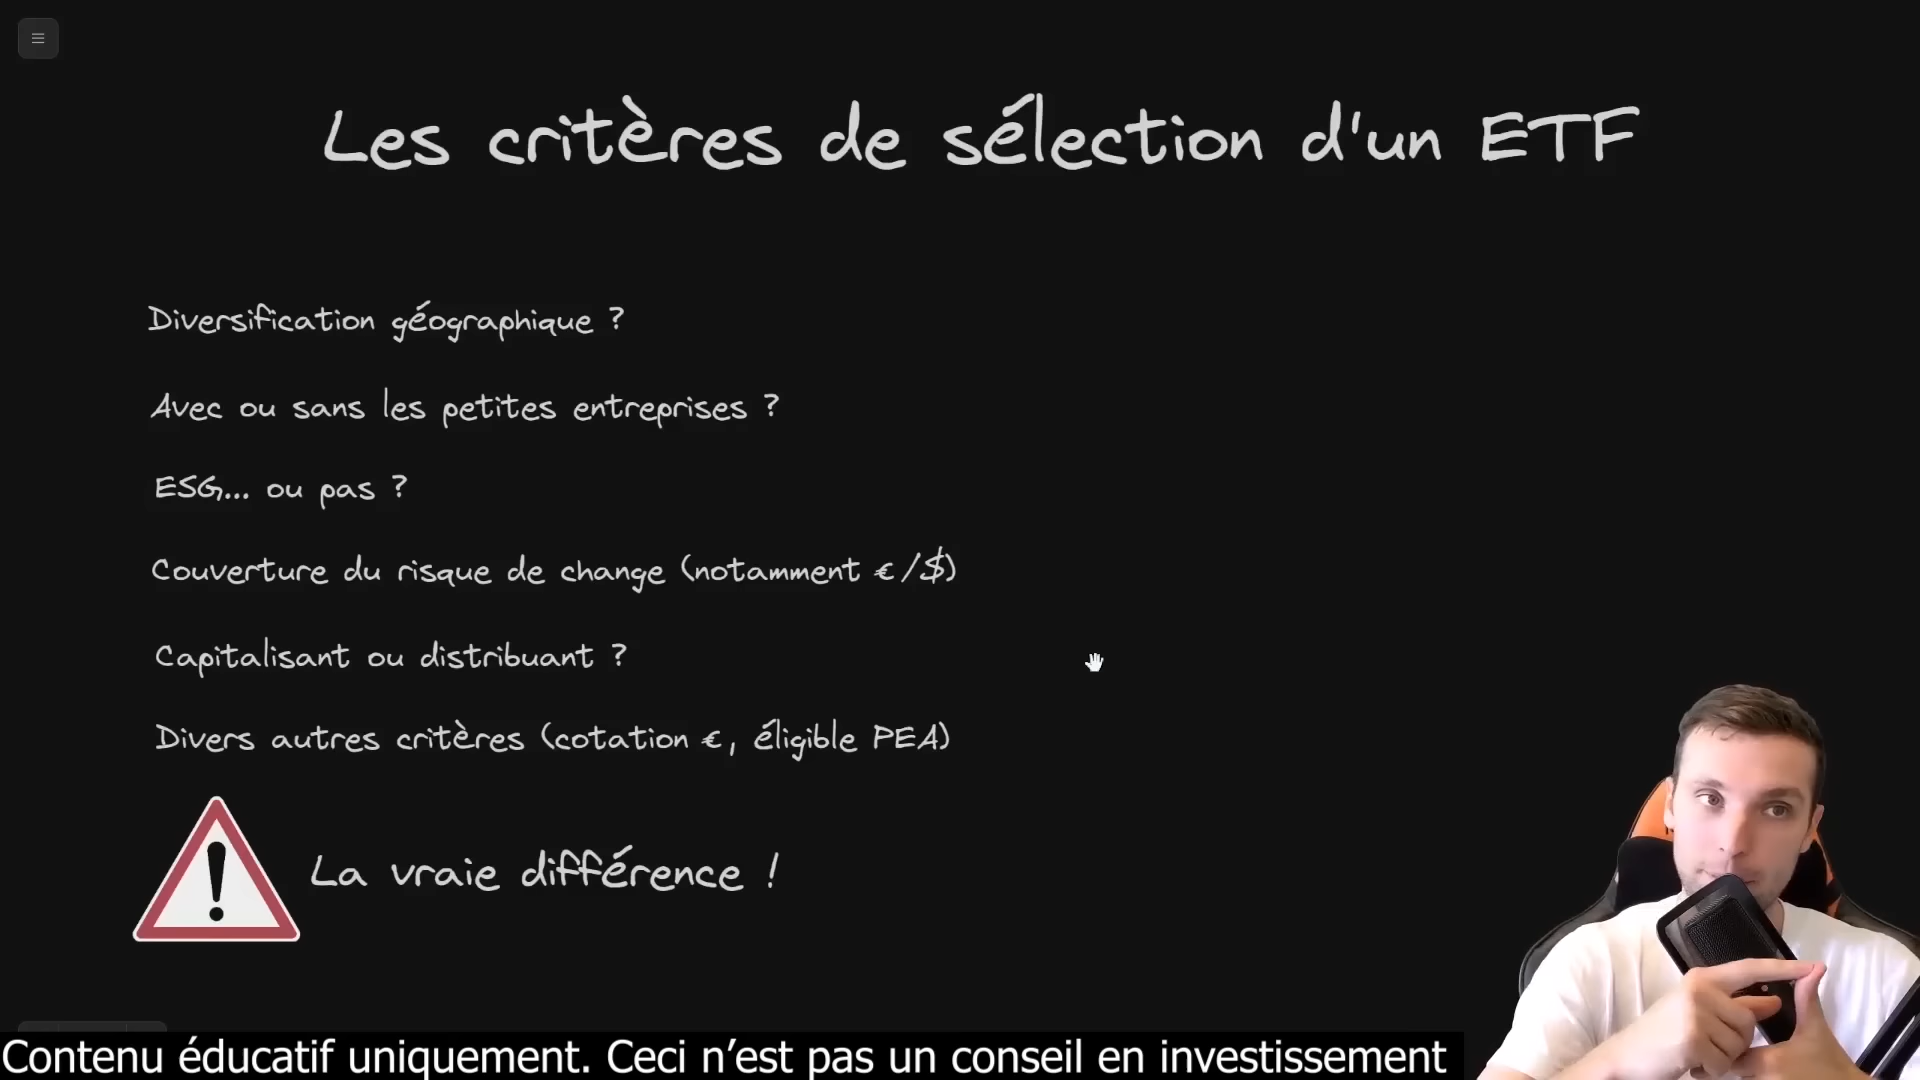 Les critères de sélection d'un ETF
Diversification géographique ?
Avec ou sans les petites entreprises ?
ESG... ou pas ?
Couverture du risque de change (notamment €/$)
Capitalisant ou distribuant ?
Divers autres critères (cotation €, éligible PEA)
La vraie différence !
Contenu éducatif uniquement. Ceci n’est pas un conseil en investissement